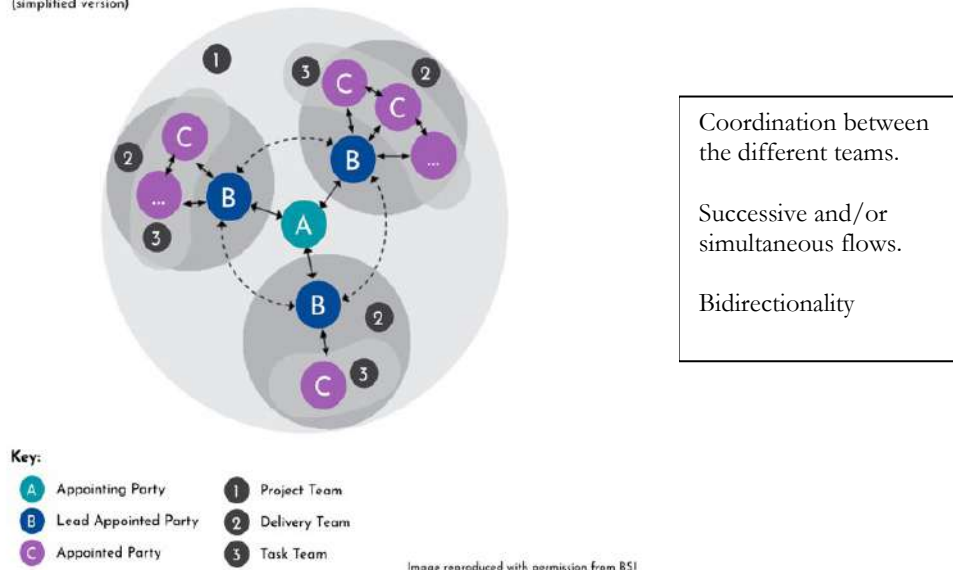 (simplified version)
1
3
C
2
C
C
2
B
...
...
B
3
A
B
2
C
3
Coordination between
the different teams.
Successive and/or
simultaneous flows.
Bidirectionality
Key:
A Appointing Party
1 Project Team
B Lead Appointed Party
2 Delivery Team
C Appointed Party
3 Task Team
Image reproduced with permission from BSI